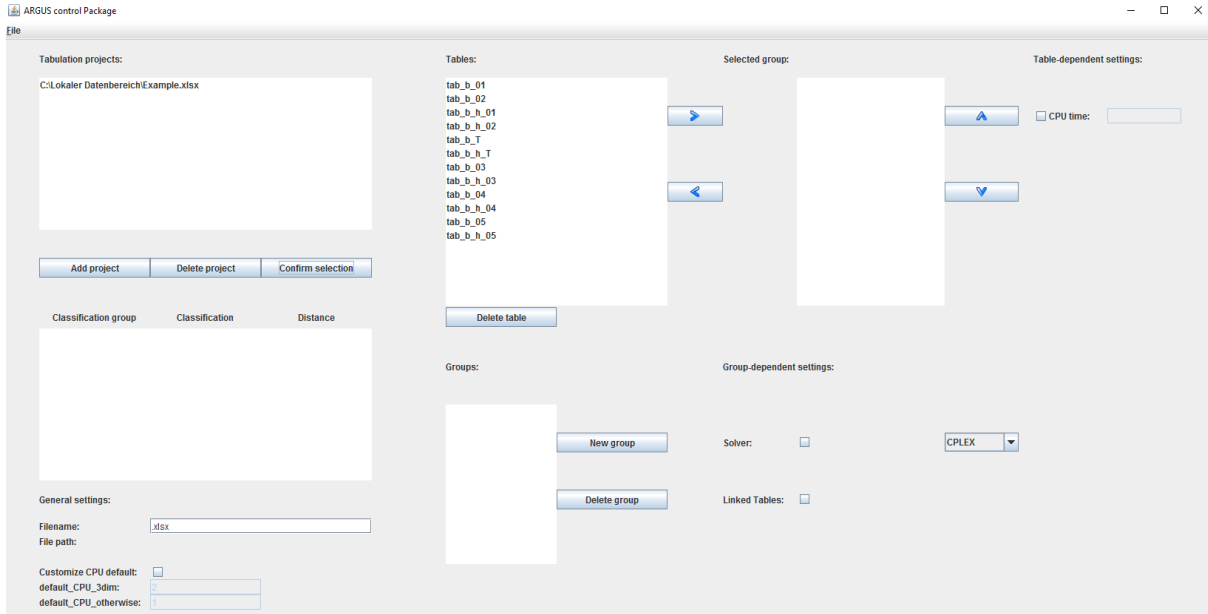 ARGUS control Package
File
Tabulation projects:
C:\Lokaler Datenbereich\Example.xlsx
Add project
Delete project
Confirm selection
Classification group
Classification
Distance
General settings:
Filename:
.xlsx
File path:
Customize CPU default:
default_CPU_3dim:
2
default_CPU_otherwise:
1
Tables:
tab_b_01
tab_b_02
tab_b_h_01
tab_b_h_02
tab_b_T
tab_b_h_T
tab_b_03
tab_b_h_03
tab_b_04
tab_b_h_04
tab_b_05
tab_b_h_05
Delete table
Selected group:
Table-dependent settings:
CPU time:
Groups:
New group
Delete group
Group-dependent settings:
Solver:
CPLEX
Linked Tables: